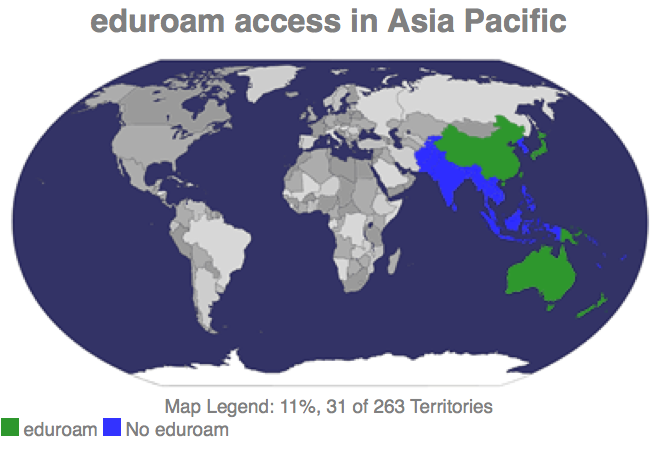 eduroam access in Asia Pacific
Map Legend: 11%, 31 of 263 Territories
eduroam No eduroam